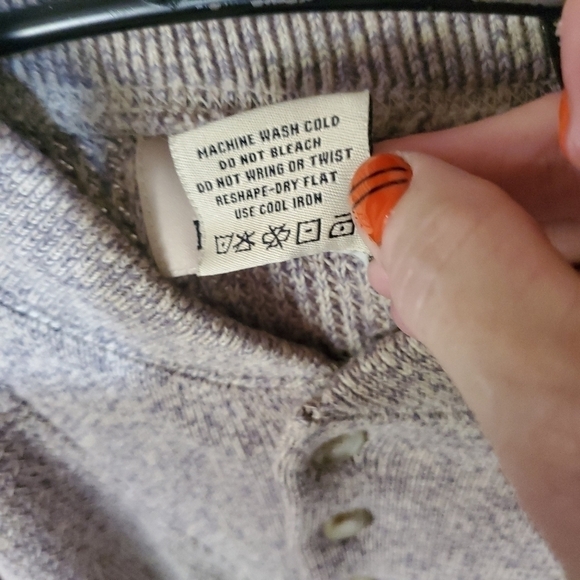 MACHINE WASH COLD
DO NOT BLEACH
DO NOT WRING OR TWIST
RESHAPE-DRY FLAT
USE COOL IRON